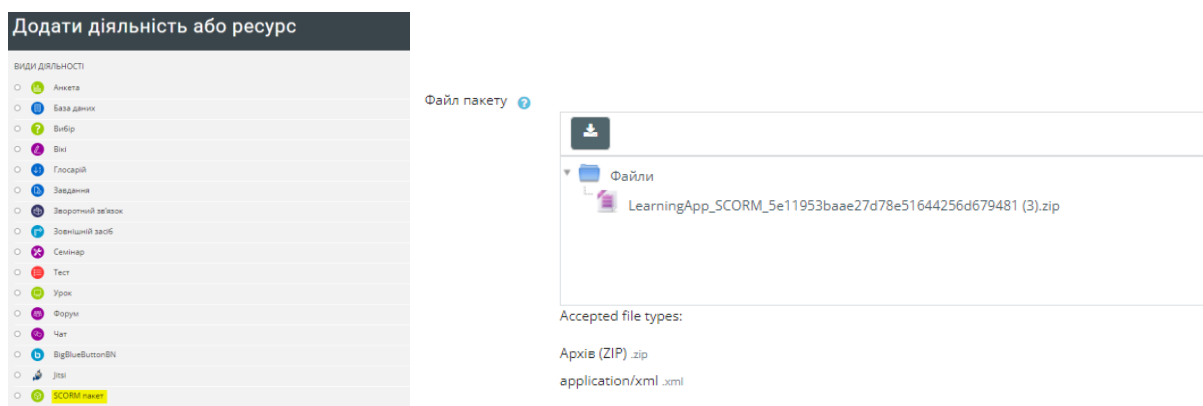 Додати діяльність або ресурс
ВИДИ ДІЯЛЬНОСТІ
Анкета
База даних
Вибір
Вікі
Глосарій
Завдання
Зворотний зв'язок
Зовнішній засіб
Семінар
Тест
Урок
Форум
Чат
BigBlueButtonBN
Jitsi
SCORM пакет
Файл пакету
Файли
LearningApp_SCORM_5e11953baae27d78e51644256d679481 (3).zip
Accepted file types:
Архів (ZIP) .zip
application/xml .xml